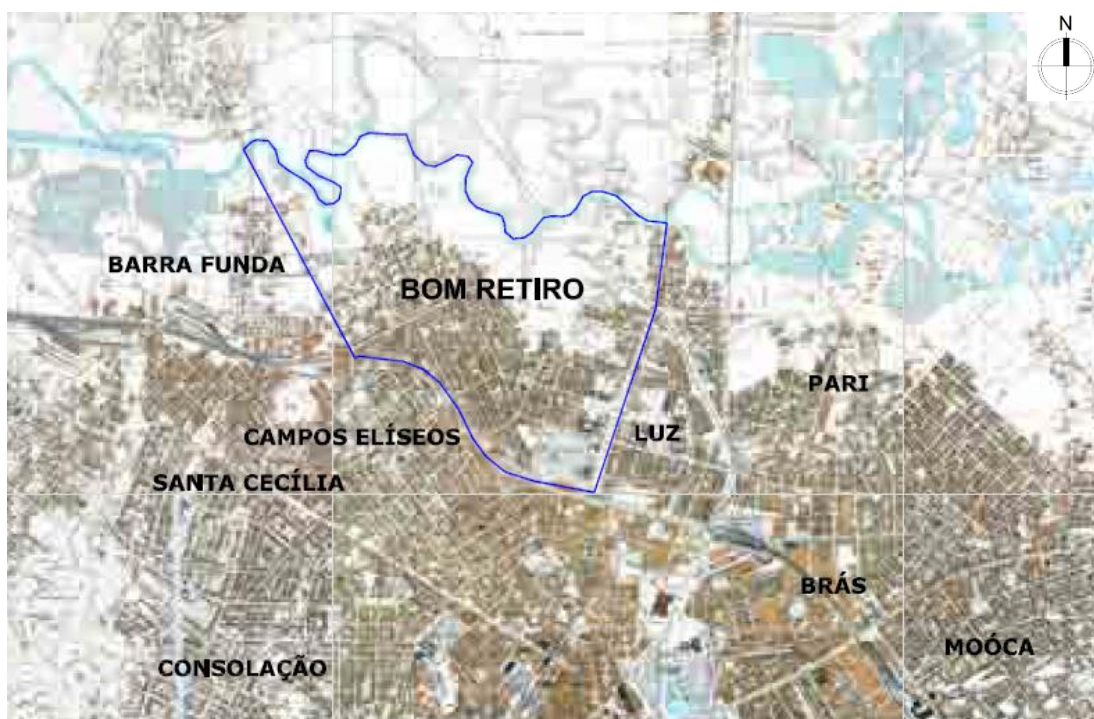 N
BARRA FUNDA
BOM RETIRO
PARI
CAMPOS ELÍSEOS
LUZ
SANTA CECÍLIA
BRÁS
MOÓCA
CONSOLAÇÃO